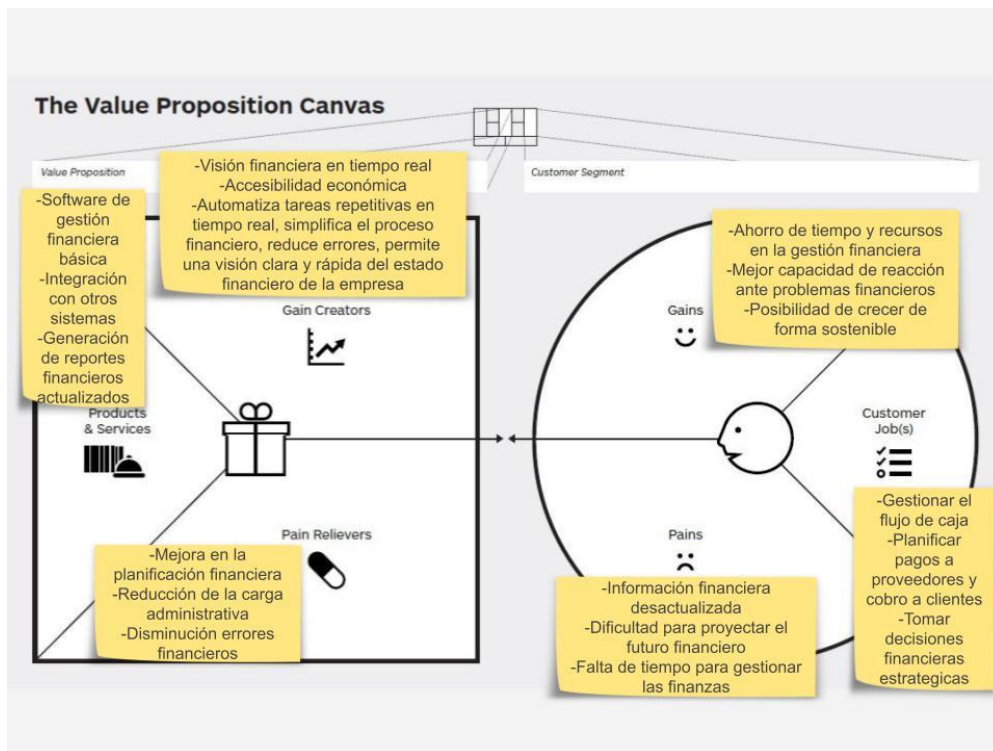 The Value Proposition Canvas
Value Proposition
Customer Segment
-Visión financiera en tiempo real
-Accesibilidad económica
-Automatiza tareas repetitivas en
tiempo real, simplifica el proceso
financiero, reduce errores, permite
una visión clara y rápida del estado
financiero de la empresa
-Software de
gestión
financiera
básica
-Integración
con otros
sistemas
-Generación
de reportes
financieros
actualizados
Gain Creators
Products
& Services
Pain Relievers
-Mejora en la
planificación financiera
-Reducción de la carga
administrativa
-Disminución errores
financieros
-Ahorro de tiempo y recursos
en la gestión financiera
-Mejor capacidad de reacción
ante problemas financieros
-Posibilidad de crecer de
forma sostenible
Gains
Customer
Job(s)
Pains
-Información financiera
desactualizada
-Dificultad para proyectar el
futuro financiero
-Falta de tiempo para gestionar
las finanzas
-Gestionar el
flujo de caja
-Planificar
pagos a
proveedores y
cobro a clientes
-Tomar
decisiones
financieras
estrategicas